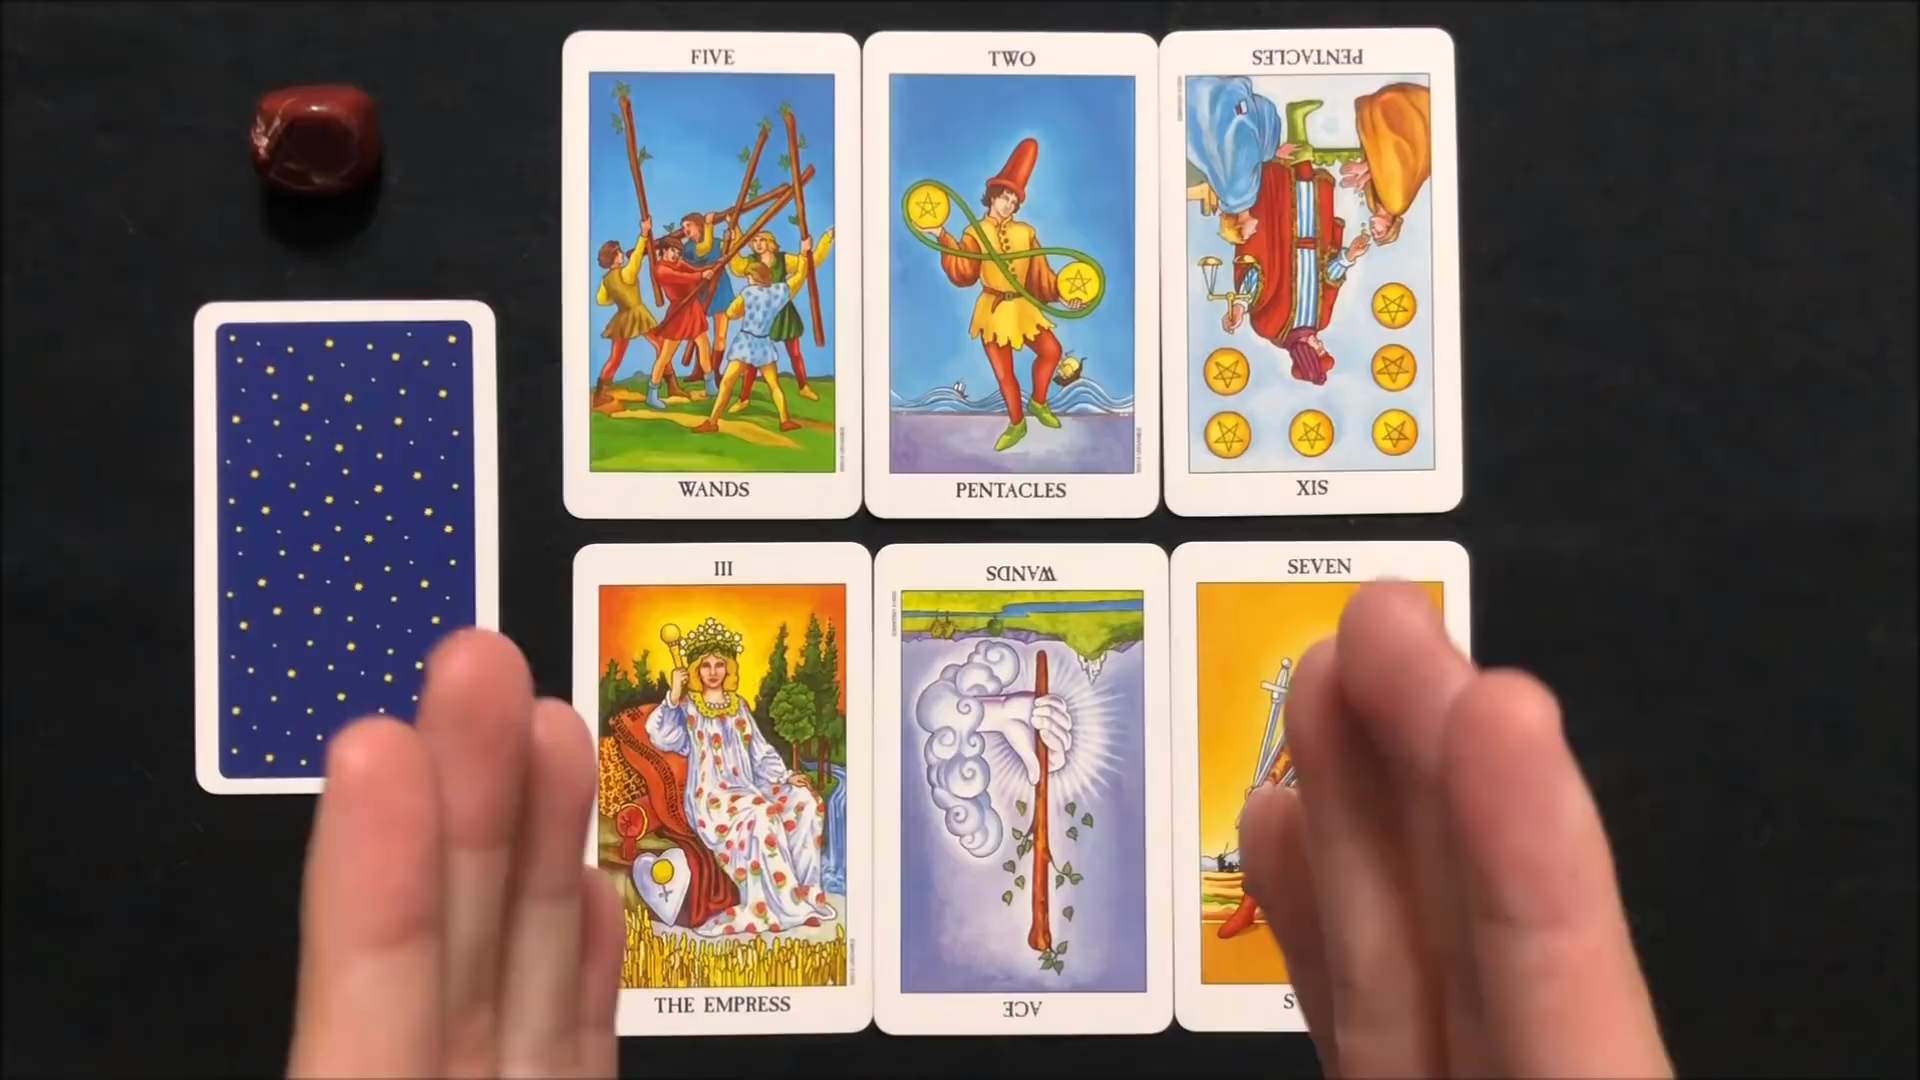 FIVE
TWO
PENTACLES
WANDS
PENTACLES
SIX
III
WANDS
SEVEN
THE EMPRESS
ACE
S